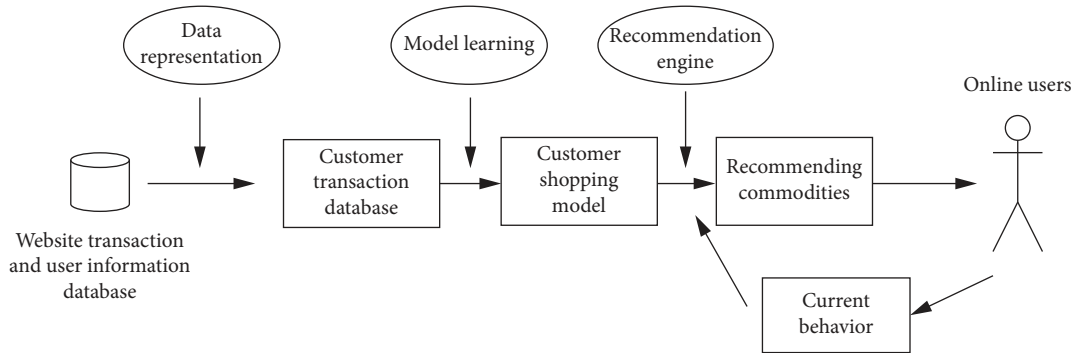 Data
representation
Model learning
Recommendation
engine
Online users
Website transaction
and user information
database
Customer
transaction
database
Customer
shopping
model
Recommending
commodities
Current
behavior